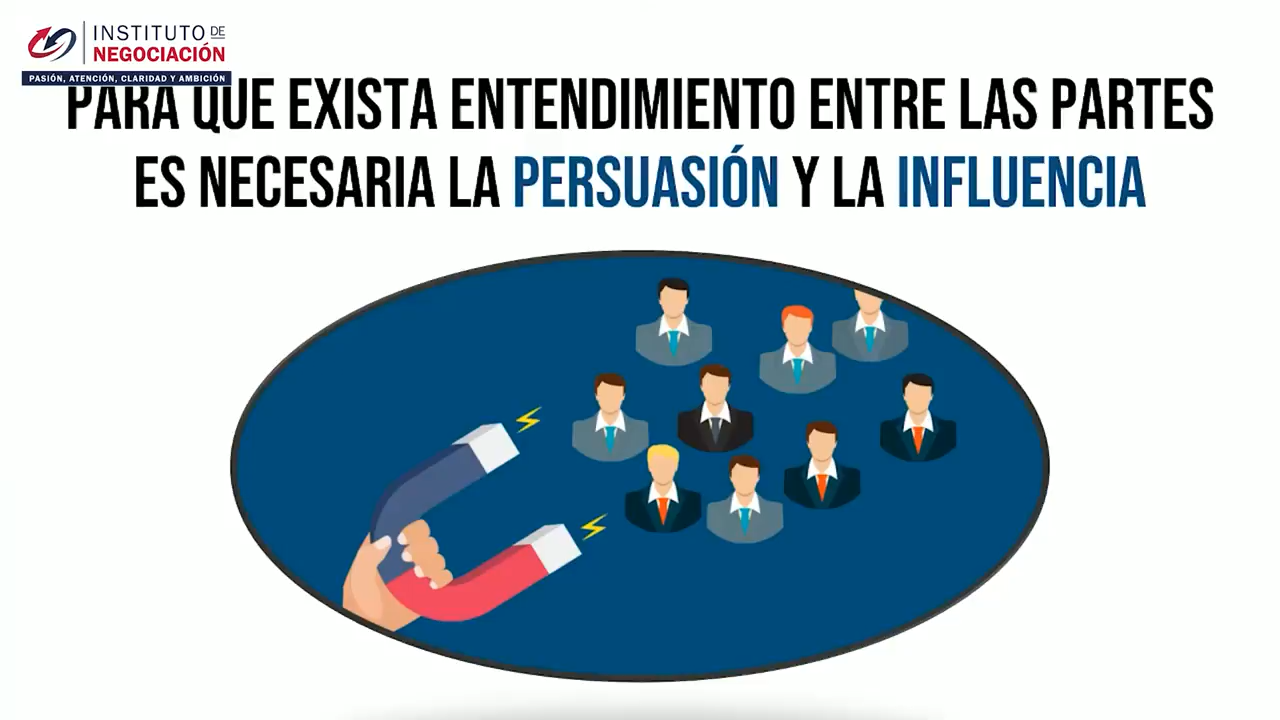 INSTITUTO DE
NEGOCIACIÓN
PASIÓN, ATENCIÓN, CLARIDAD Y AMBICIÓN
PARA QUE EXISTA ENTENDIMIENTO ENTRE LAS PARTES
ES NECESARIA LA PERSUASIÓN Y LA INFLUENCIA